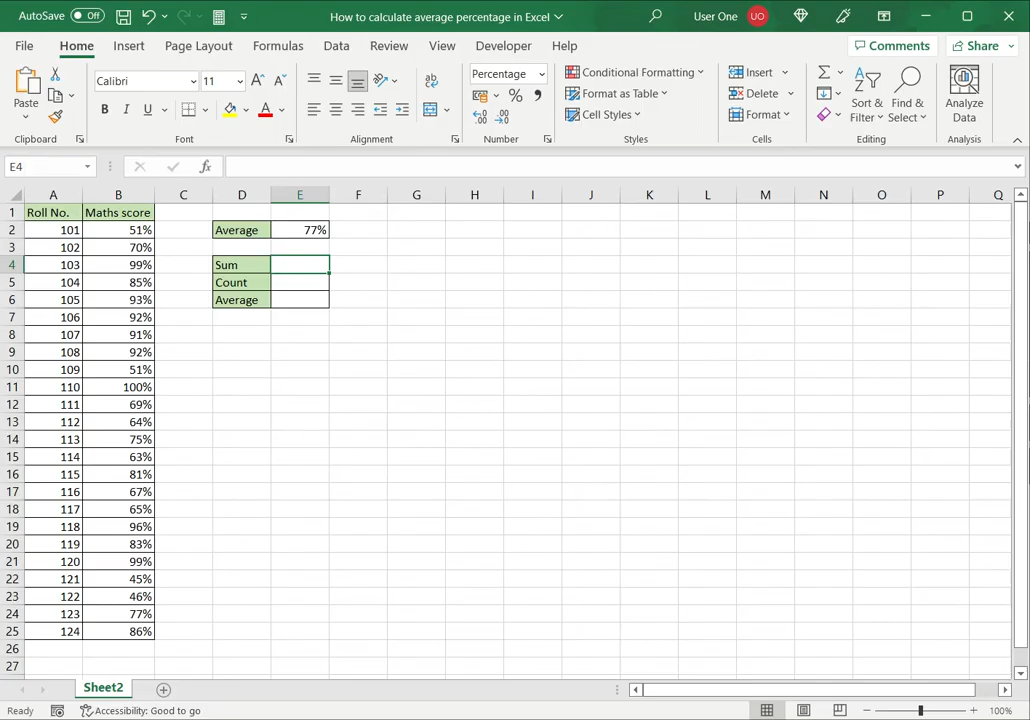 AutoSave Off How to calculate average percentage in Excel User One UO
File Home Insert Page Layout Formulas Data Review View Developer Help Comments Share
Calibri 11 ab Percentage Conditional Formatting Insert Σ
Paste B I U A % Format as Table Delete Sort & Find & Analyze
Cell Styles Format Filter Select Data
Clipboard Font Alignment Number Styles Cells Editing Analysis
E4 fx
A B C D E F G H I J K L M N O P Q
1 Roll No. Maths score
2 101 51% Average 77%
3 102 70%
4 103 99% Sum
5 104 85% Count
6 105 93% Average
7 106 92%
8 107 91%
9 108 92%
10 109 51%
11 110 100%
12 111 69%
13 112 64%
14 113 75%
15 114 63%
16 115 81%
17 116 67%
18 117 65%
19 118 96%
20 119 83%
21 120 99%
22 121 45%
23 122 46%
24 123 77%
25 124 86%
26
27
Sheet2
Ready Accessibility: Good to go 100%